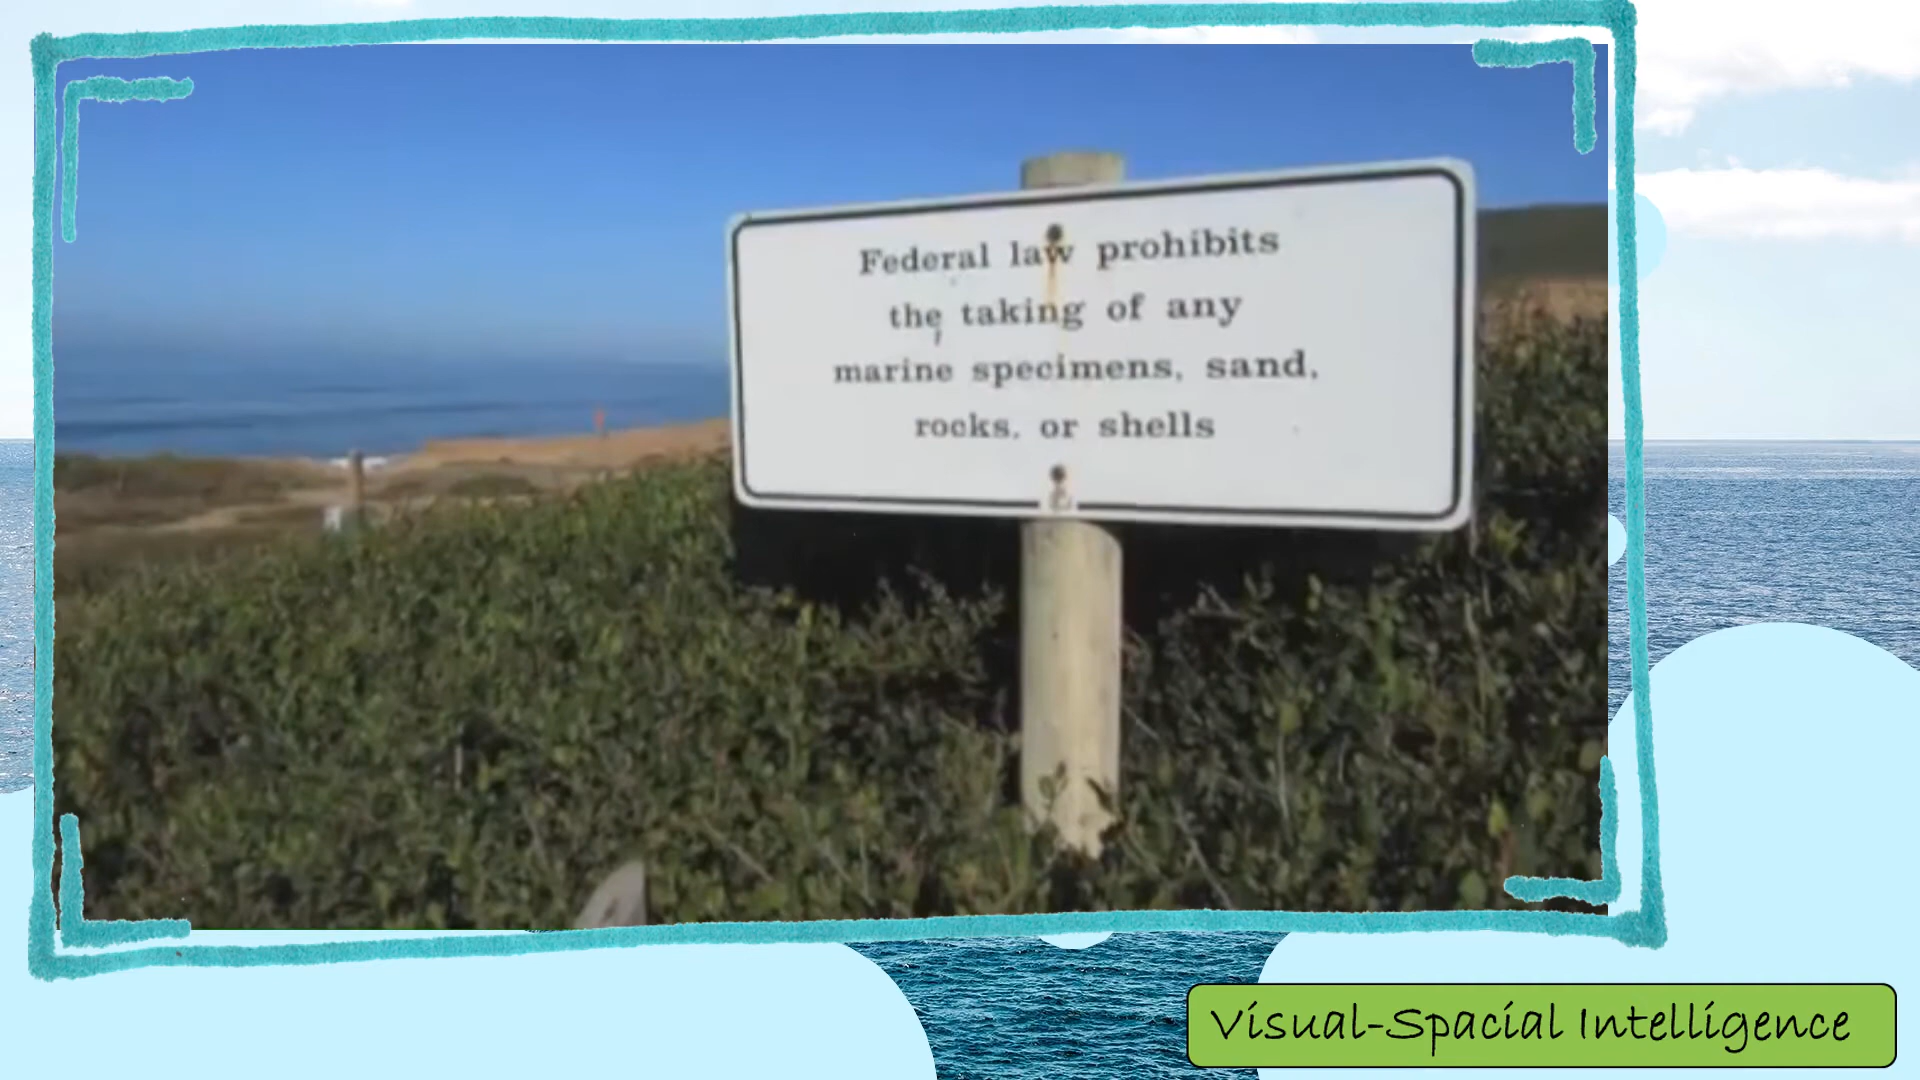 Federal law prohibits
the taking of any
marine specimens, sand,
rocks, or shells
Visual-Spacial Intelligence